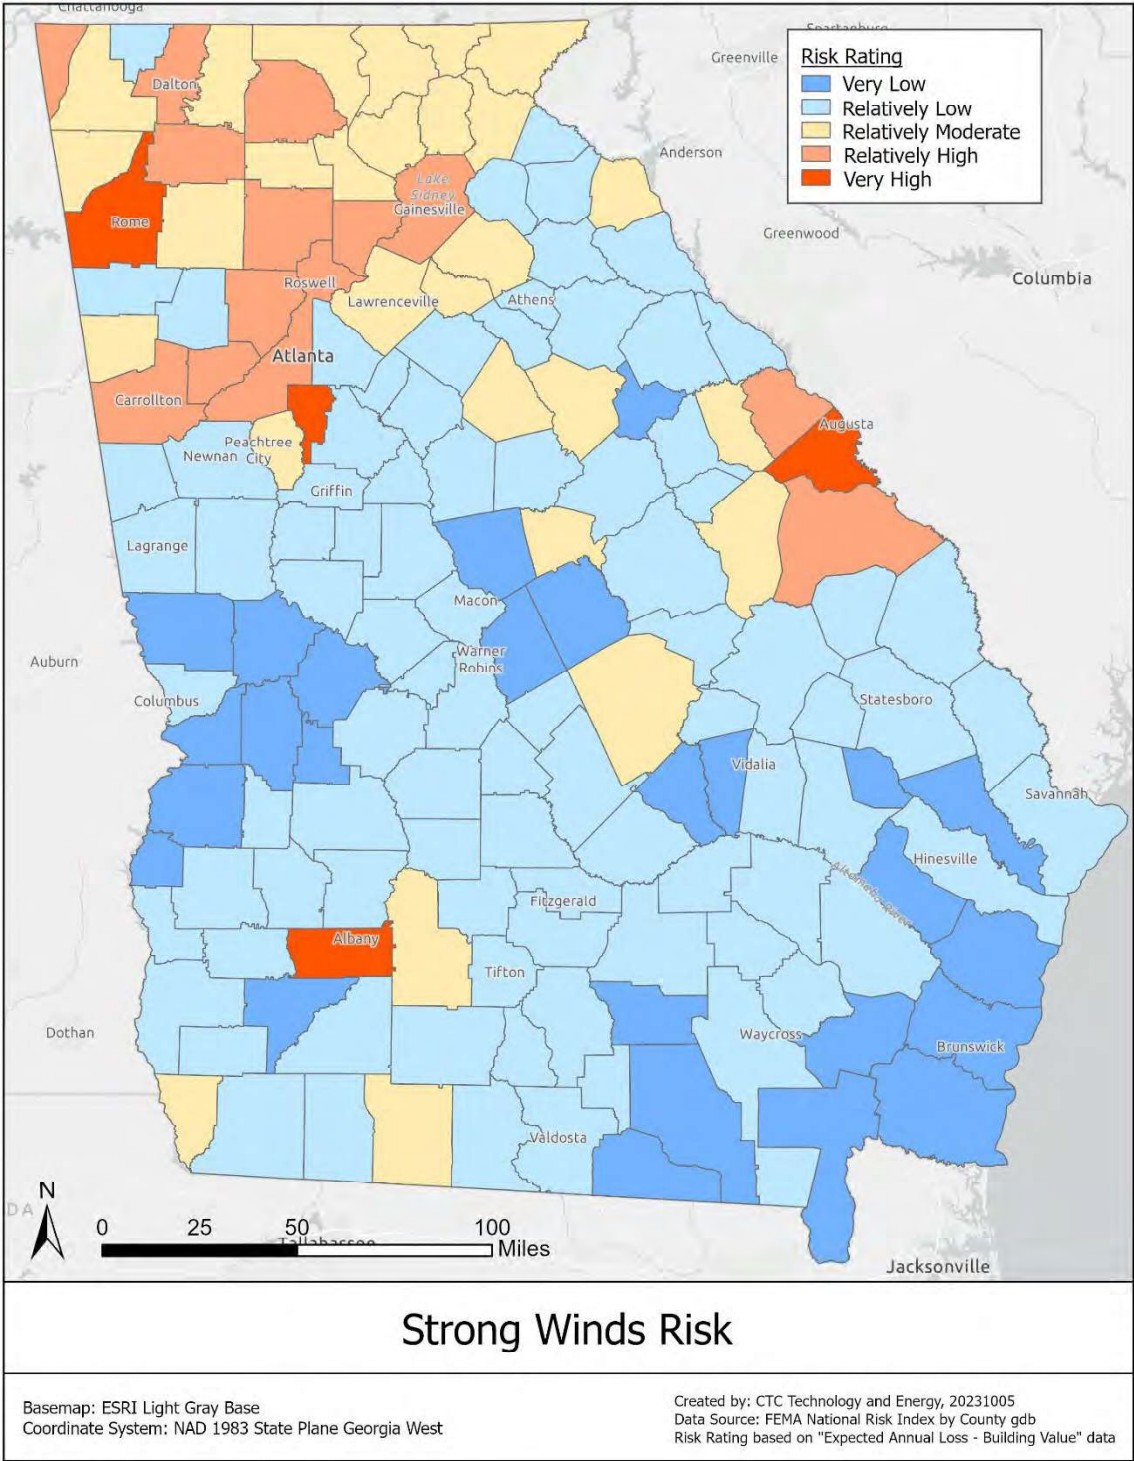 Chattanooga
Spartanburg
Greenville
Risk Rating
Very Low
Relatively Low
Relatively Moderate
Relatively High
Very High
Dalton
Anderson
Lake
Sidney
Gainesville
Rome
Greenwood
Columbia
Roswell
Lawrenceville
Athens
Atlanta
Carrollton
Augusta
Peachtree
City
Newnan
Griffin
Lagrange
Macon
Auburn
Warner
Robins
Columbus
Statesboro
Vidalia
Savannah
Hinesville
Fitzgerald
Albany
Tifton
Dothan
Waycross
Brunswick
Valdosta
N
DA
0 25 50 100
Miles
Tallahassee
Jacksonville
Strong Winds Risk
Basemap: ESRI Light Gray Base
Coordinate System: NAD 1983 State Plane Georgia West
Created by: CTC Technology and Energy, 20231005
Data Source: FEMA National Risk Index by County gdb
Risk Rating based on "Expected Annual Loss - Building Value" data